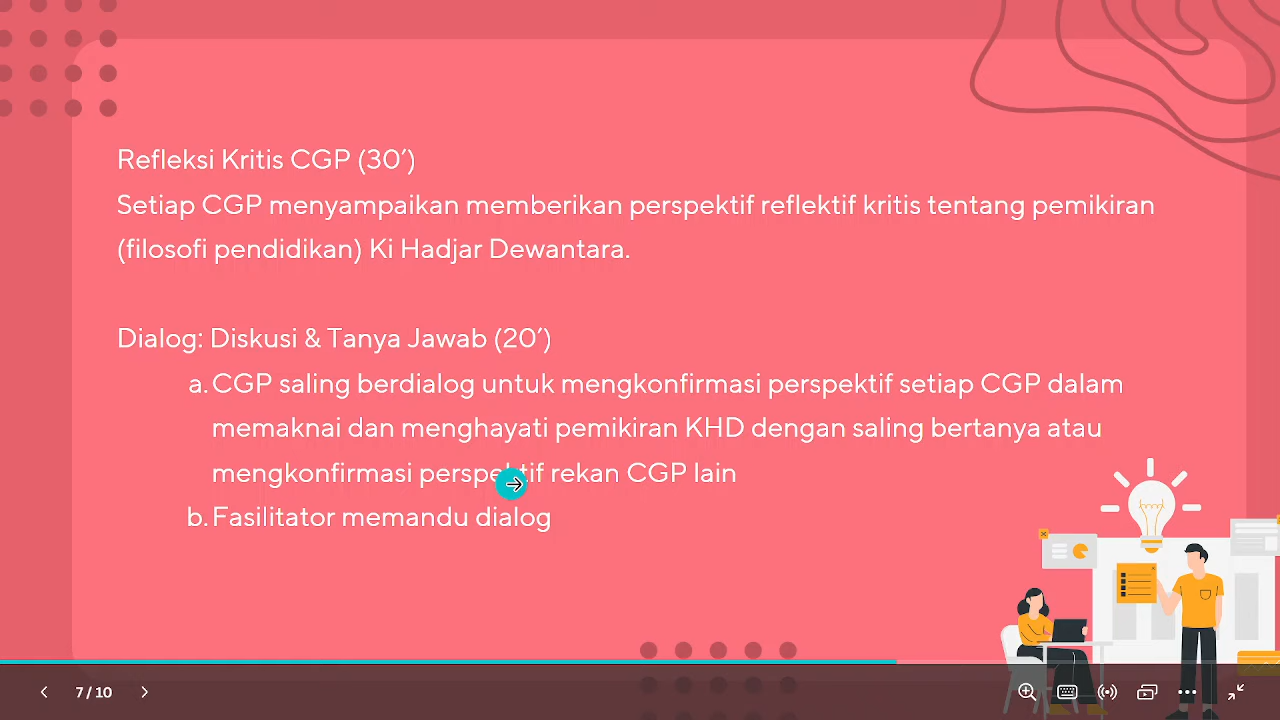 Refleksi Kritis CGP (30’)
Setiap CGP menyampaikan memberikan perspektif reflektif kritis tentang pemikiran
(filosofi pendidikan) Ki Hadjar Dewantara.
Dialog: Diskusi & Tanya Jawab (20’)
a. CGP saling berdialog untuk mengkonfirmasi perspektif setiap CGP dalam
memaknai dan menghayati pemikiran KHD dengan saling bertanya atau
mengkonfirmasi perspektif rekan CGP lain
b. Fasilitator memandu dialog
7 / 10